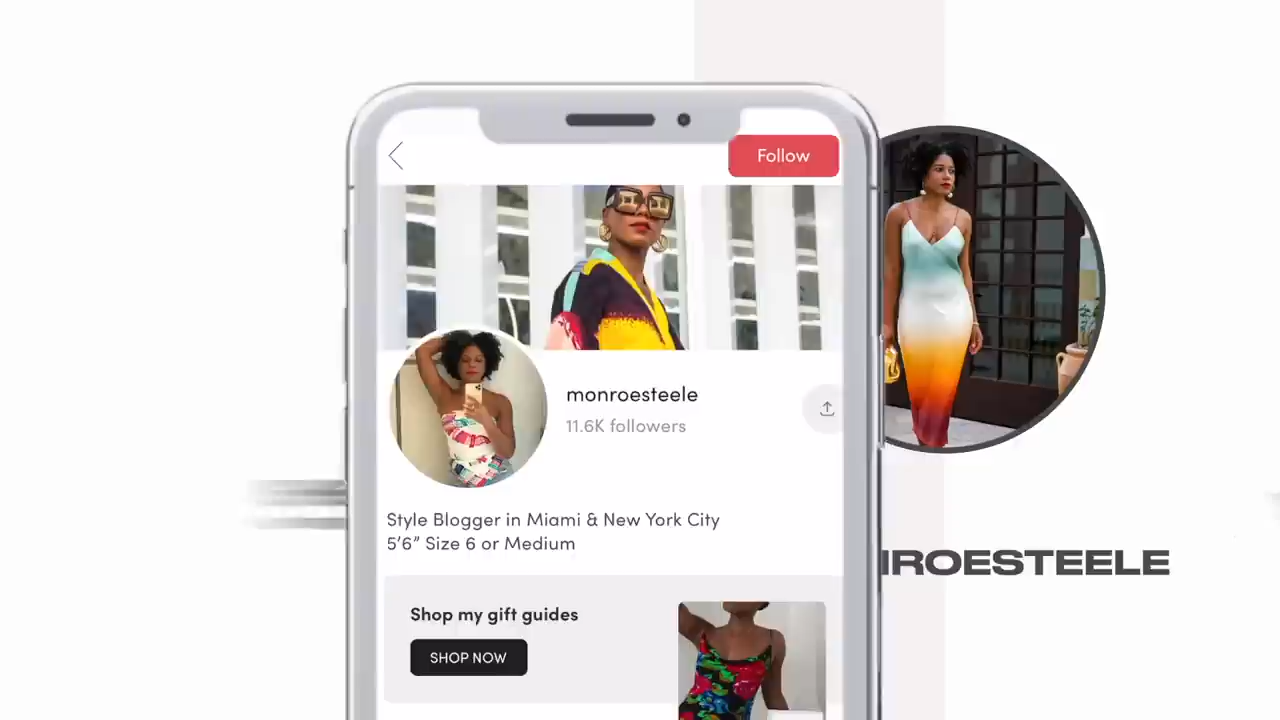 Follow
monroesteele
11.6K followers
Style Blogger in Miami & New York City
5’6” Size 6 or Medium
ROESTEELE
Shop my gift guides
SHOP NOW